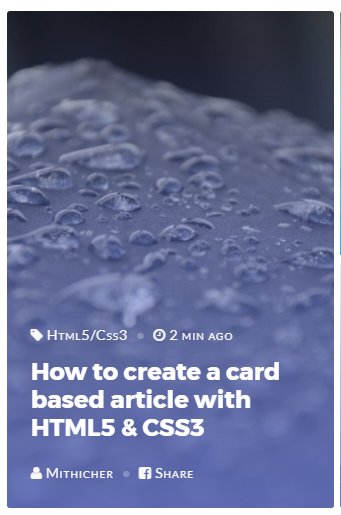 Html5/Css3 2 min ago
How to create a card
based article with
HTML5 & CSS3
Mithicher Share